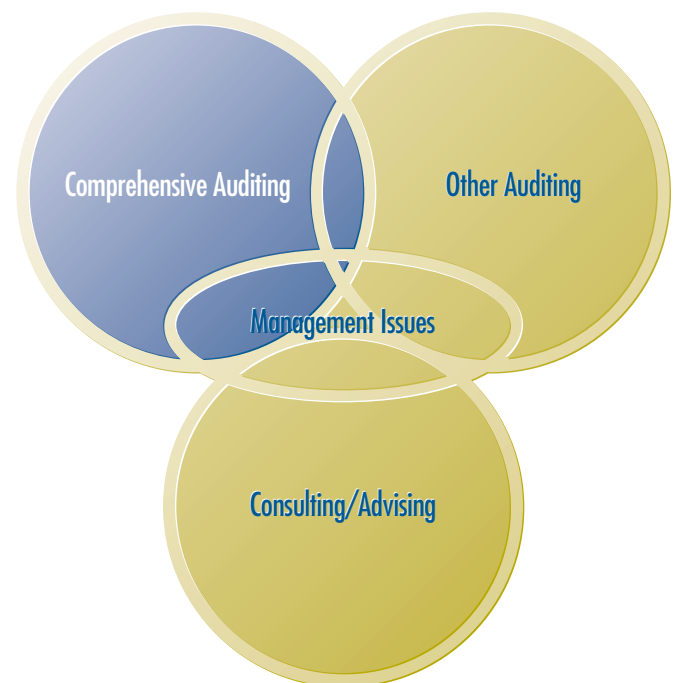 Comprehensive Auditing
Other Auditing
Management Issues
Consulting/Advising